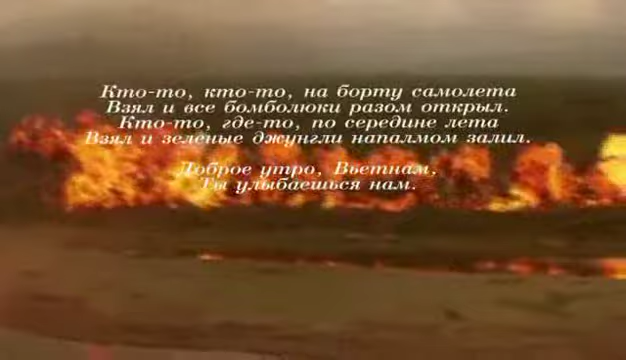 Кто-то, кто-то, на борту самолета
Взял и все бомболюки разом открыл.
Кто-то, где-то, по середине лета
Взял и зелёные джунгли напалмом залил.
Доброе утро, Вьетнам,
Ты улыбаешься нам.